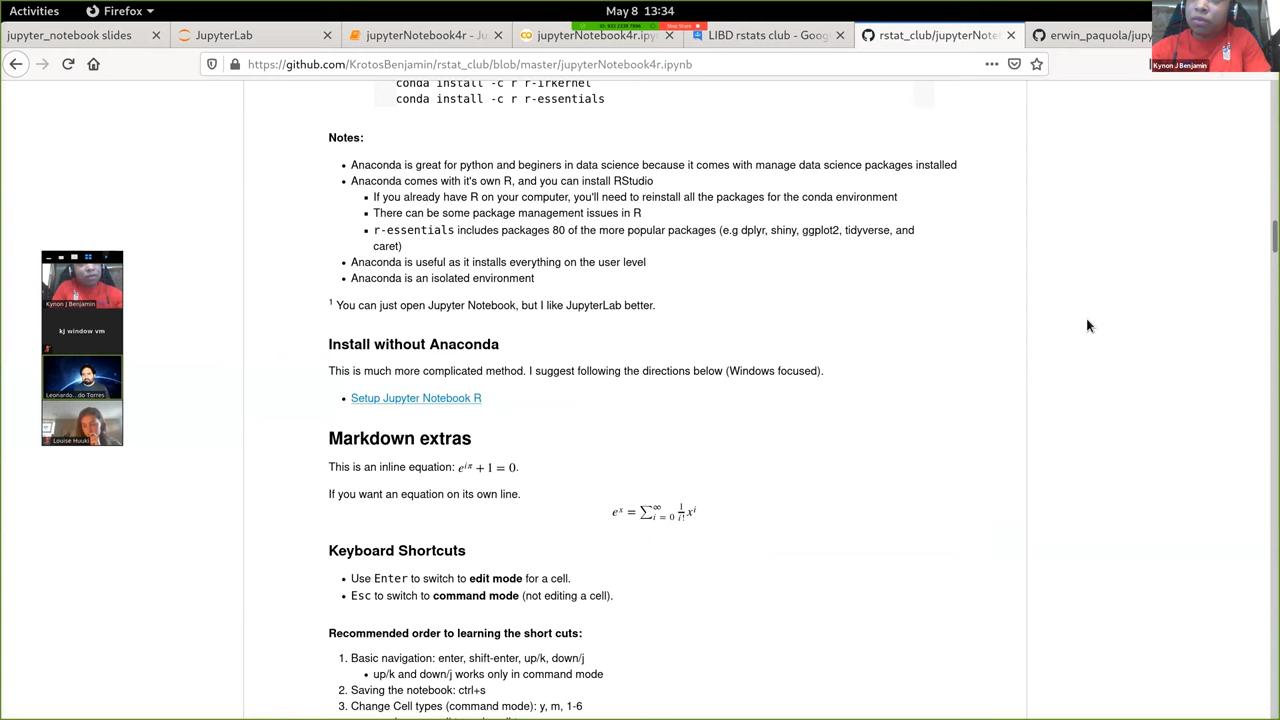 Activities
Firefox
May 8 13:34
jupyter_notebook slides
JupyterLab
jupyterNotebook4r - Ju
jupyterNotebook4r.ipy
LIBD rstats club - Goog
rstat_club/jupyterNote
erwin_paquola/jupy
https://github.com/KrotosBenjamin/rstat_club/blob/master/jupyterNotebook4r.ipynb
Kynon J Benjamin
conda install -c r r-irkernel
conda install -c r r-essentials
Notes:
Anaconda is great for python and beginers in data science because it comes with manage data science packages installed
Anaconda comes with it's own R, and you can install RStudio
If you already have R on your computer, you'll need to reinstall all the packages for the conda environment
There can be some package management issues in R
r-essentials includes packages 80 of the more popular packages (e.g dplyr, shiny, ggplot2, tidyverse, and
caret)
Anaconda is useful as it installs everything on the user level
Anaconda is an isolated environment
1 You can just open Jupyter Notebook, but I like JupyterLab better.
Kynon J Benjamin
kj window vm
Leonardo...do Torres
Louise Huuki
Install without Anaconda
This is much more complicated method. I suggest following the directions below (Windows focused).
Setup Jupyter Notebook R
Markdown extras
This is an inline equation: e^{iπ} + 1 = 0.
If you want an equation on its own line.
e^x = ∑_{i=0}^{∞} \frac{1}{i!} x^i
Keyboard Shortcuts
Use Enter to switch to edit mode for a cell.
Esc to switch to command mode (not editing a cell).
Recommended order to learning the short cuts:
1. Basic navigation: enter, shift-enter, up/k, down/j
up/k and down/j works only in command mode
2. Saving the notebook: ctrl+s
3. Change Cell types (command mode): y, m, 1-6